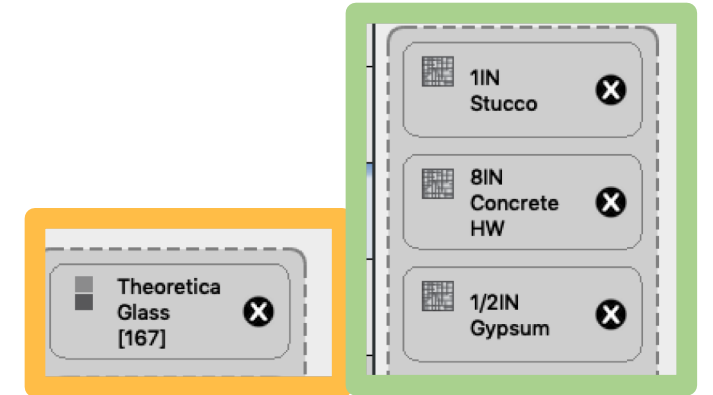 Theoretica
Glass
[167]
1IN
Stucco
8IN
Concrete
HW
1/2IN
Gypsum